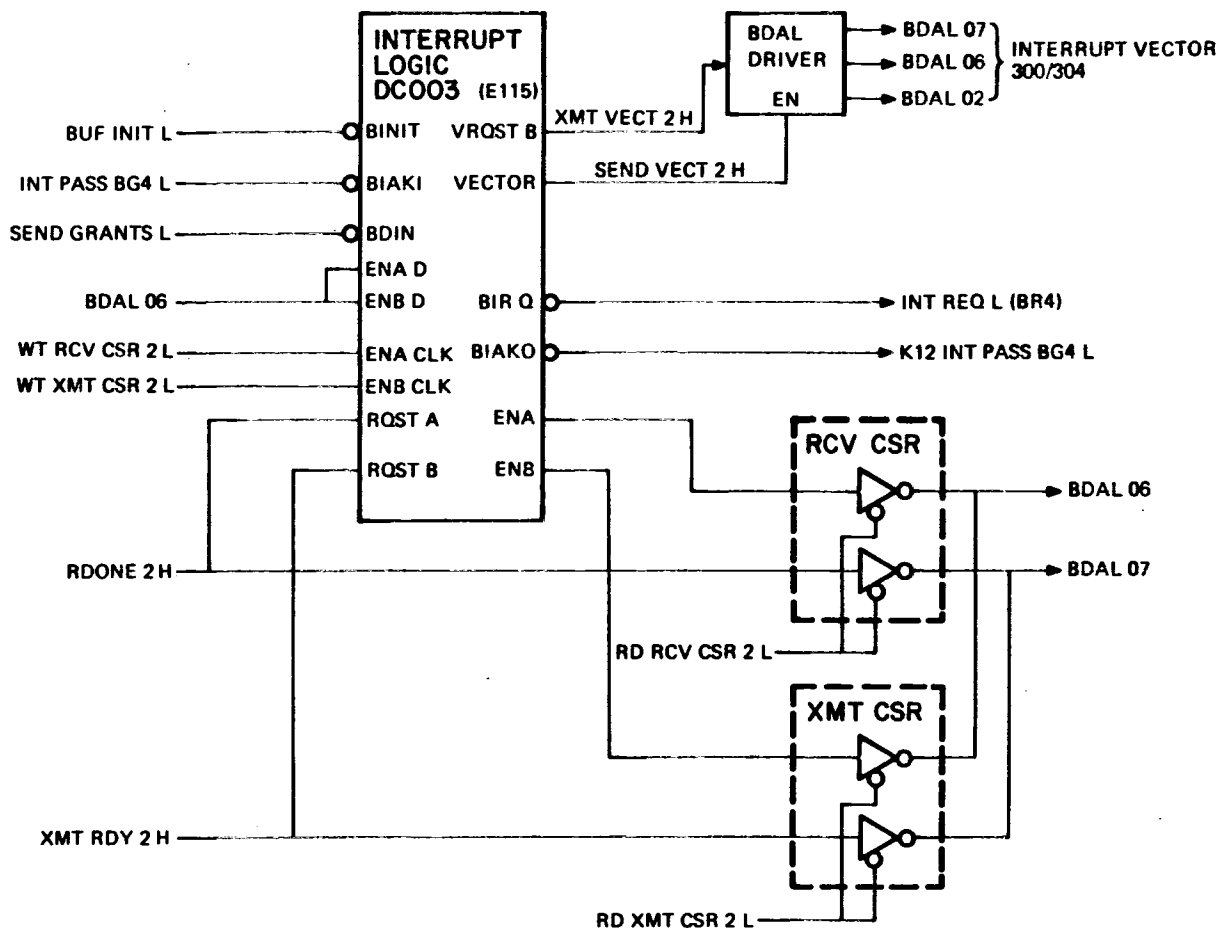 INTERRUPT
LOGIC
DC003 (E115)
BUF INIT L
BINIT
VRQST B
XMT VECT 2 H
BDAL
DRIVER
EN
BDAL 07
BDAL 06
BDAL 02
INTERRUPT VECTOR
300/304
INT PASS BG4 L
BIAKI
VECTOR
SEND VECT 2 H
SEND GRANTS L
BDIN
ENA D
BDAL 06
ENB D
BIR Q
INT REQ L (BR4)
WT RCV CSR 2 L
ENA CLK
BIAKO
K12 INT PASS BG4 L
WT XMT CSR 2 L
ENB CLK
RQST A
ENA
RQST B
ENB
RCV CSR
BDAL 06
RDONE 2 H
BDAL 07
RD RCV CSR 2 L
XMT CSR
XMT RDY 2 H
RD XMT CSR 2 L